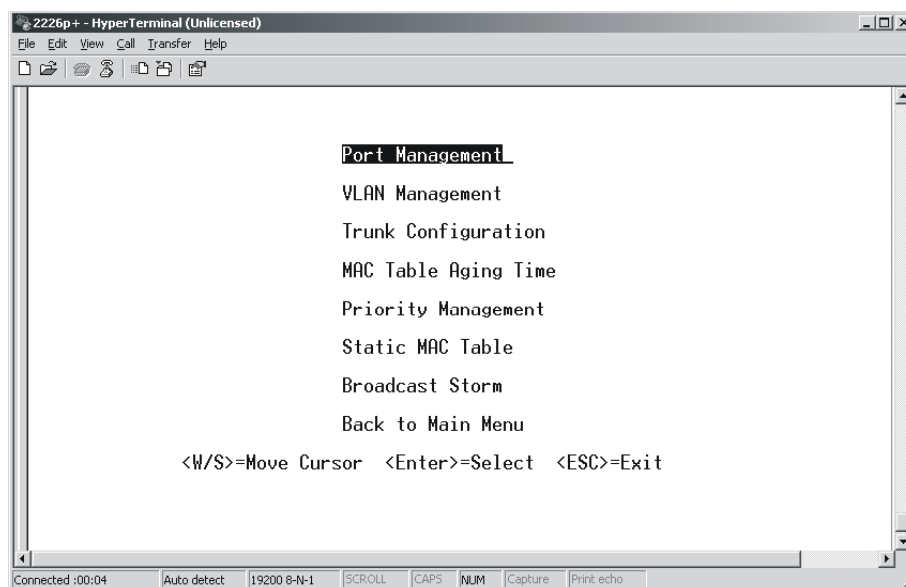 2226p+ - HyperTerminal (Unlicensed)
File Edit View Call Transfer Help
Port Management_
VLAN Management
Trunk Configuration
MAC Table Aging Time
Priority Management
Static MAC Table
Broadcast Storm
Back to Main Menu
<W/S>=Move Cursor <Enter>=Select <ESC>=Exit
Connected :00:04 Auto detect 19200 8-N-1 SCROLL CAPS NUM Capture Print echo